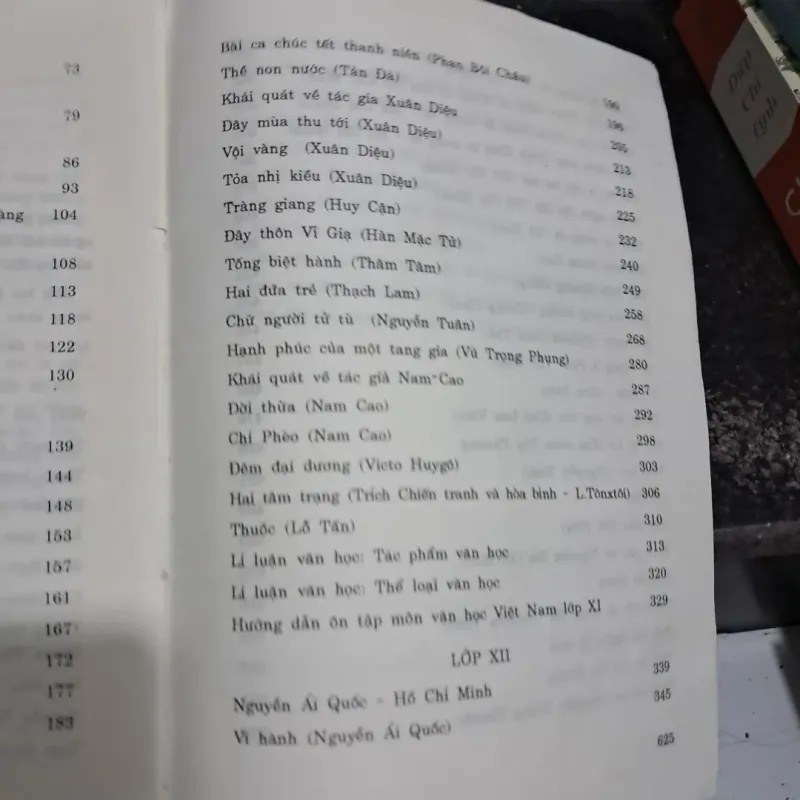 73
79
86
93
àng 104
108
113
118
122
130
139
144
148
153
157
161
167
172
177
183
Bài ca chúc tết thanh niên (Phan Bội Châu) 190
Thề non nước (Tản Đà) 196
Khái quát về tác gia Xuân Diệu 205
Đây mùa thu tới (Xuân Diệu) 213
Vội vàng (Xuân Diệu) 218
Tỏa nhị kiều (Xuân Diệu) 225
Tràng giang (Huy Cận) 232
Đây thôn Vĩ Giạ (Hàn Mặc Tử) 240
Tống biệt hành (Thâm Tâm) 249
Hai đứa trẻ (Thạch Lam) 258
Chữ người tử tù (Nguyễn Tuân) 268
Hạnh phúc của một tang gia (Vũ Trọng Phụng) 280
Khái quát về tác giả Nam Cao 287
Đời thừa (Nam Cao) 292
Chí Phèo (Nam Cao) 298
Đêm đại dương (Victo Huygô) 303
Hai tâm trạng (Trích Chiến tranh và hòa bình - L.Tônxtôi) 306
Thuốc (Lỗ Tấn) 310
Lí luận văn học: Tác phẩm văn học 313
Lí luận văn học: Thể loại văn học 320
Hướng dẫn ôn tập môn văn học Việt Nam lớp XI 329
LỚP XII
Nguyễn Ái Quốc - Hồ Chí Minh 339
Vi hành (Nguyễn Ái Quốc) 345
625
Diệp
Chi
Linh